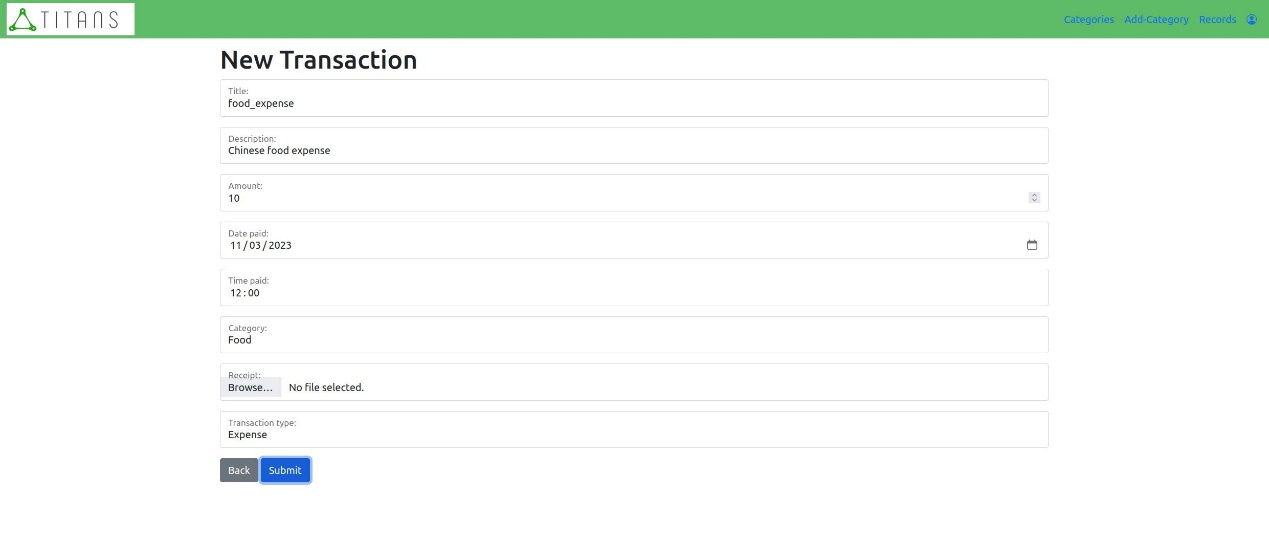 TITANS
Categories Add-Category Records
New Transaction
Title:
food_expense
Description:
Chinese food expense
Amount:
10
Date paid:
11/03/2023
Time paid:
12:00
Category:
Food
Receipt:
Browse... No file selected.
Transaction type:
Expense
Back Submit